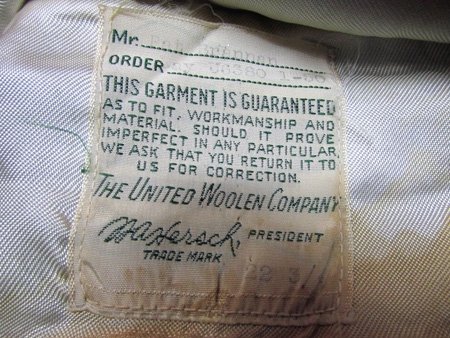 Mr.
ORDER
THIS GARMENT IS GUARANTEED
AS TO FIT, WORKMANSHIP AND
MATERIAL. SHOULD IT PROVE
IMPERFECT IN ANY PARTICULAR
WE ASK THAT YOU RETURN IT TO
US FOR CORRECTION.
THE UNITED WOOLEN COMPANY
WAHersch, PRESIDENT
TRADE MARK